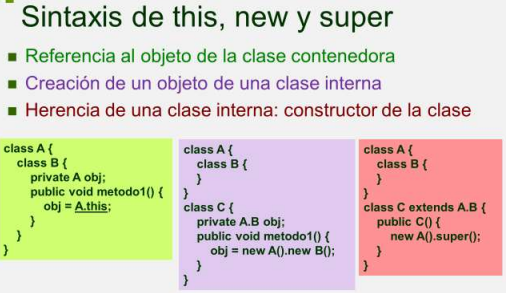 Sintaxis de this, new y super
Referencia al objeto de la clase contenedora
Creación de un objeto de una clase interna
Herencia de una clase interna: constructor de la clase
class A {
class B {
private A obj;
public void metodo1() {
obj = A.this;
}
}
}
class A {
class B {
}
}
class C {
private A.B obj;
public void metodo1() {
obj = new A().new B();
}
}
class A {
class B {
}
}
class C extends A.B {
public C() {
new A().super();
}
}